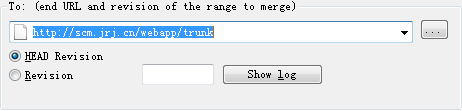 To: (end URL and revision of the range to merge)
http://scm.jrj.cn/webapp/trunk
...
HEAD Revision
Revision
Show log